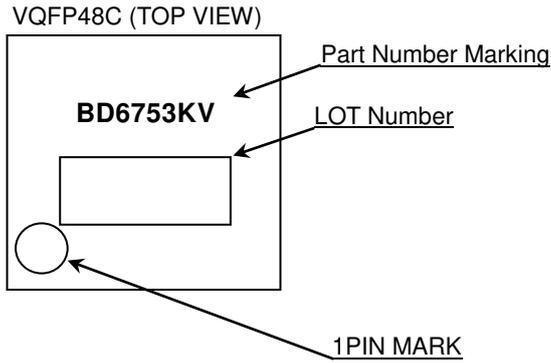 VQFP48C (TOP VIEW)
Part Number Marking
BD6753KV
LOT Number
1PIN MARK